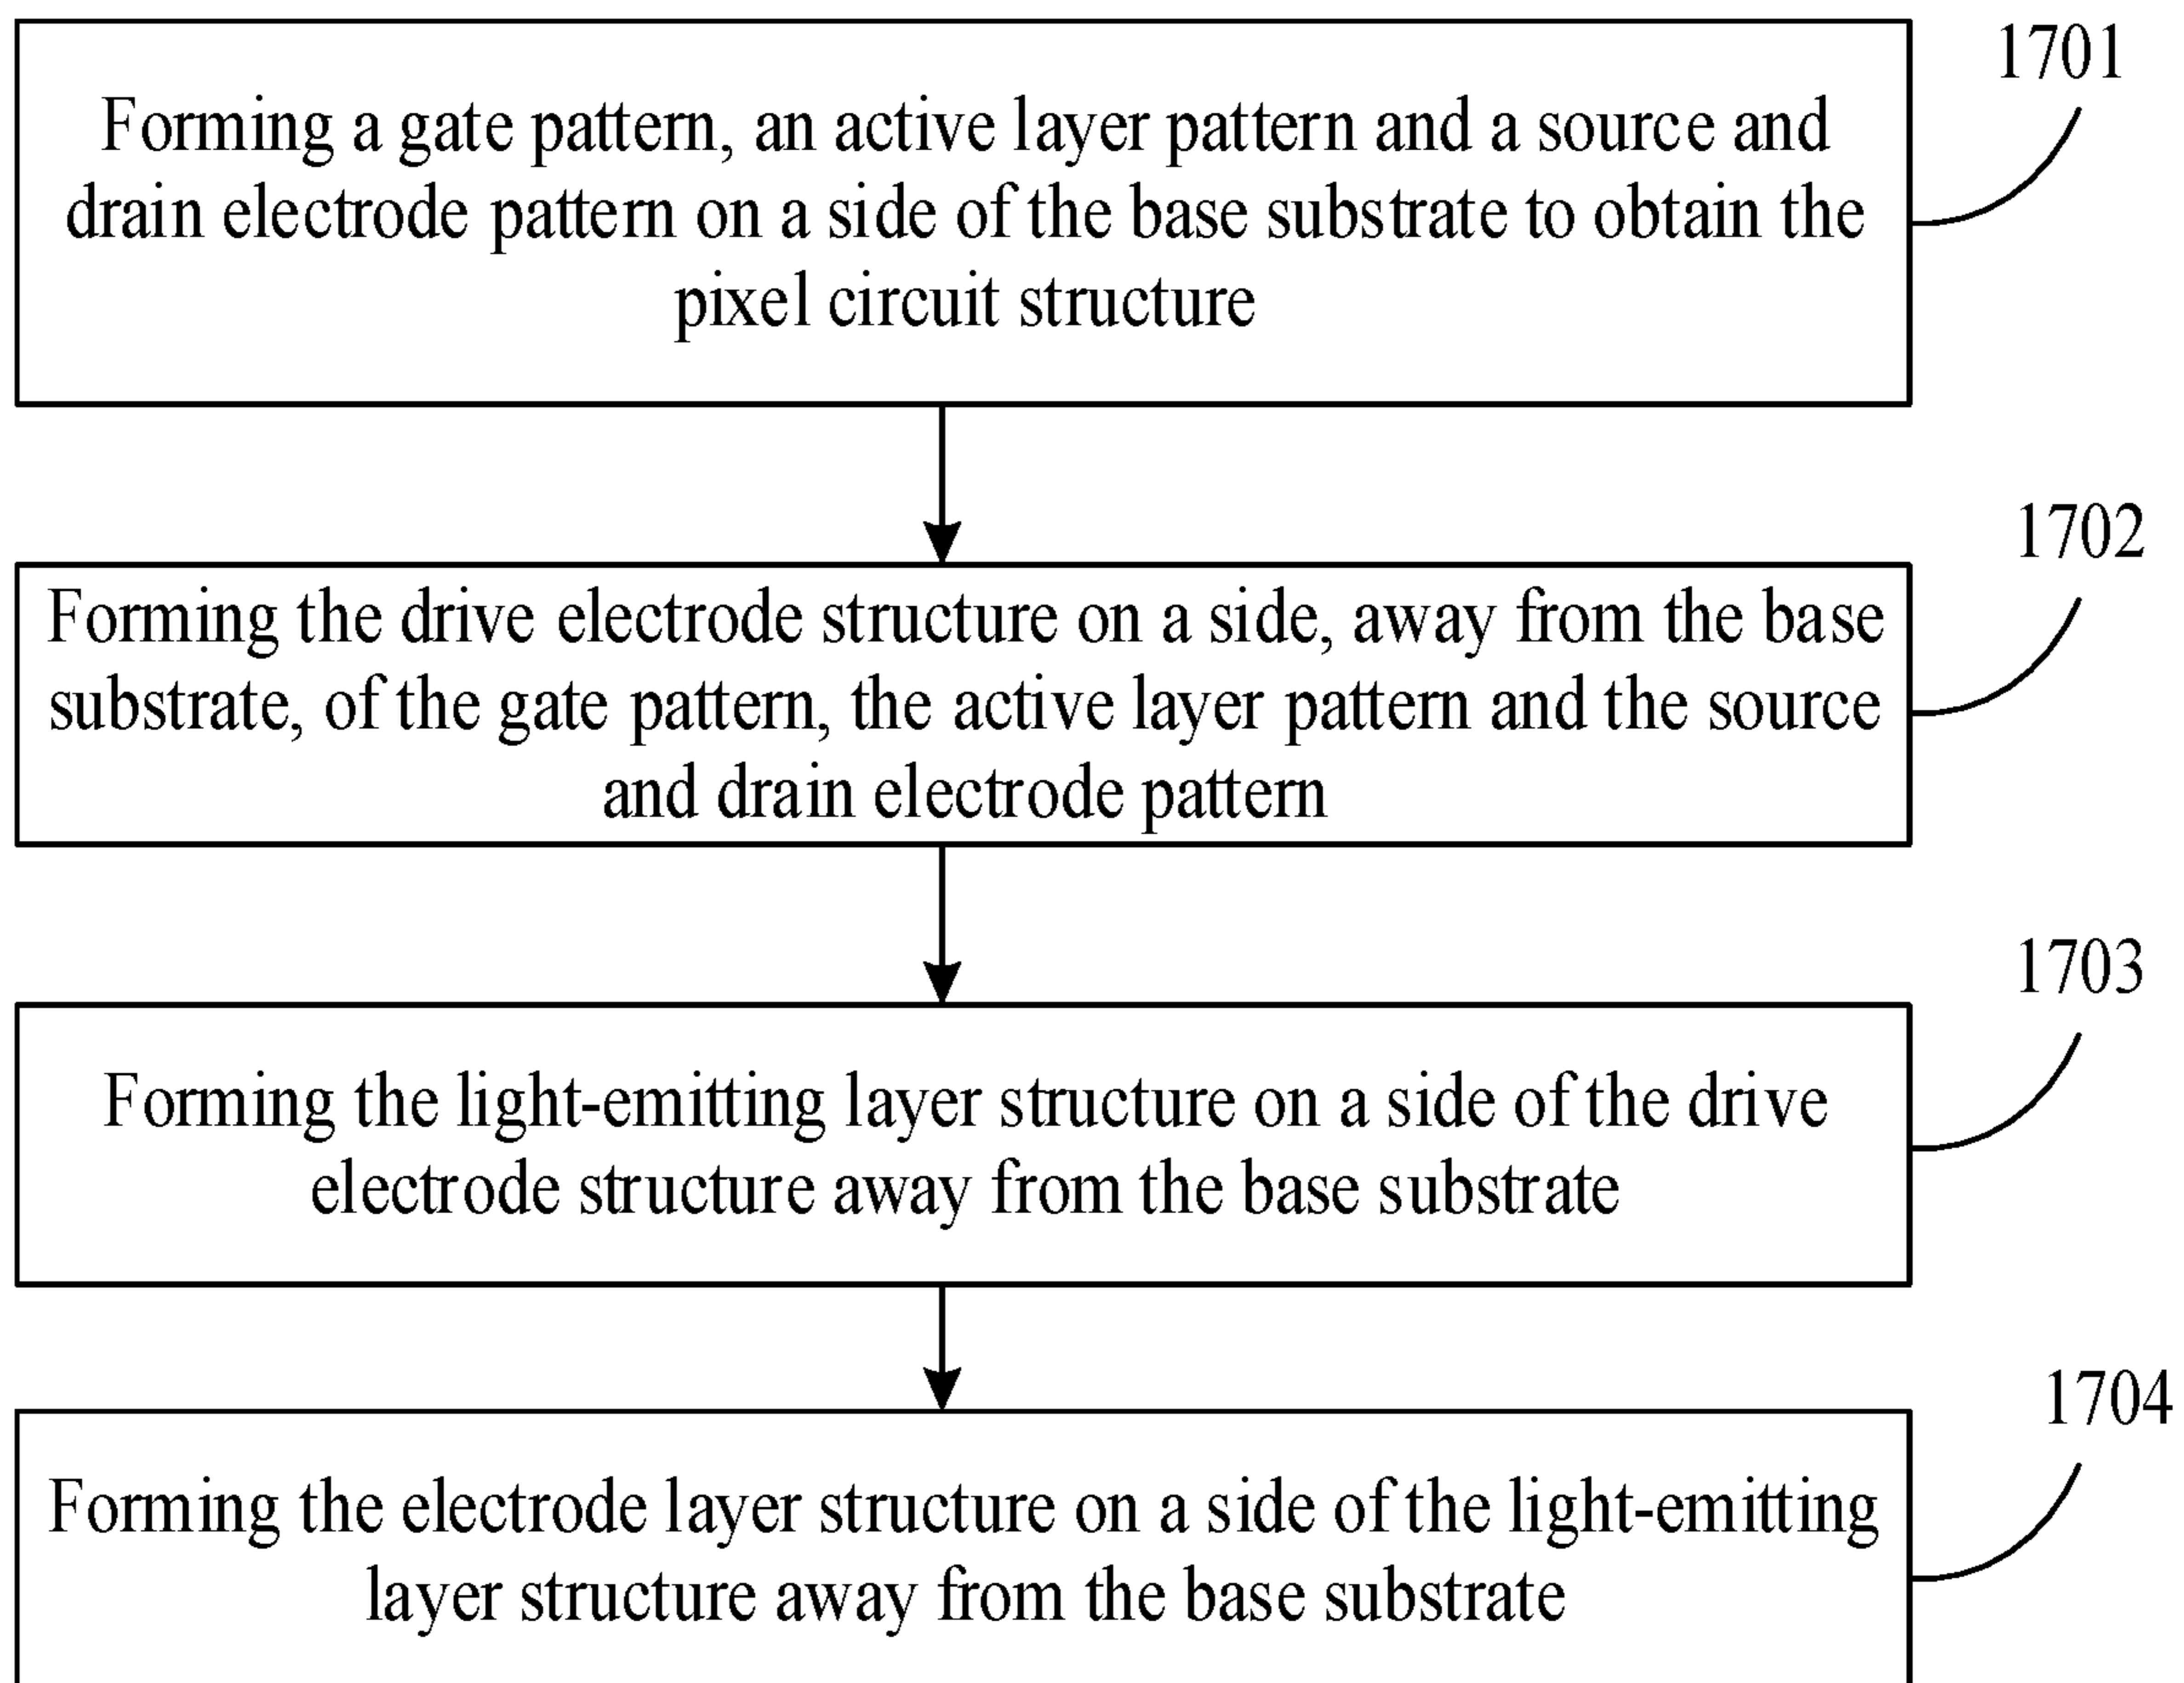 1701
Forming a gate pattern, an active layer pattern and a source and
drain electrode pattern on a side of the base substrate to obtain the
pixel circuit structure
1702
Forming the drive electrode structure on a side, away from the base
substrate, of the gate pattern, the active layer pattern and the source
and drain electrode pattern
1703
Forming the light-emitting layer structure on a side of the drive
electrode structure away from the base substrate
1704
Forming the electrode layer structure on a side of the light-emitting
layer structure away from the base substrate